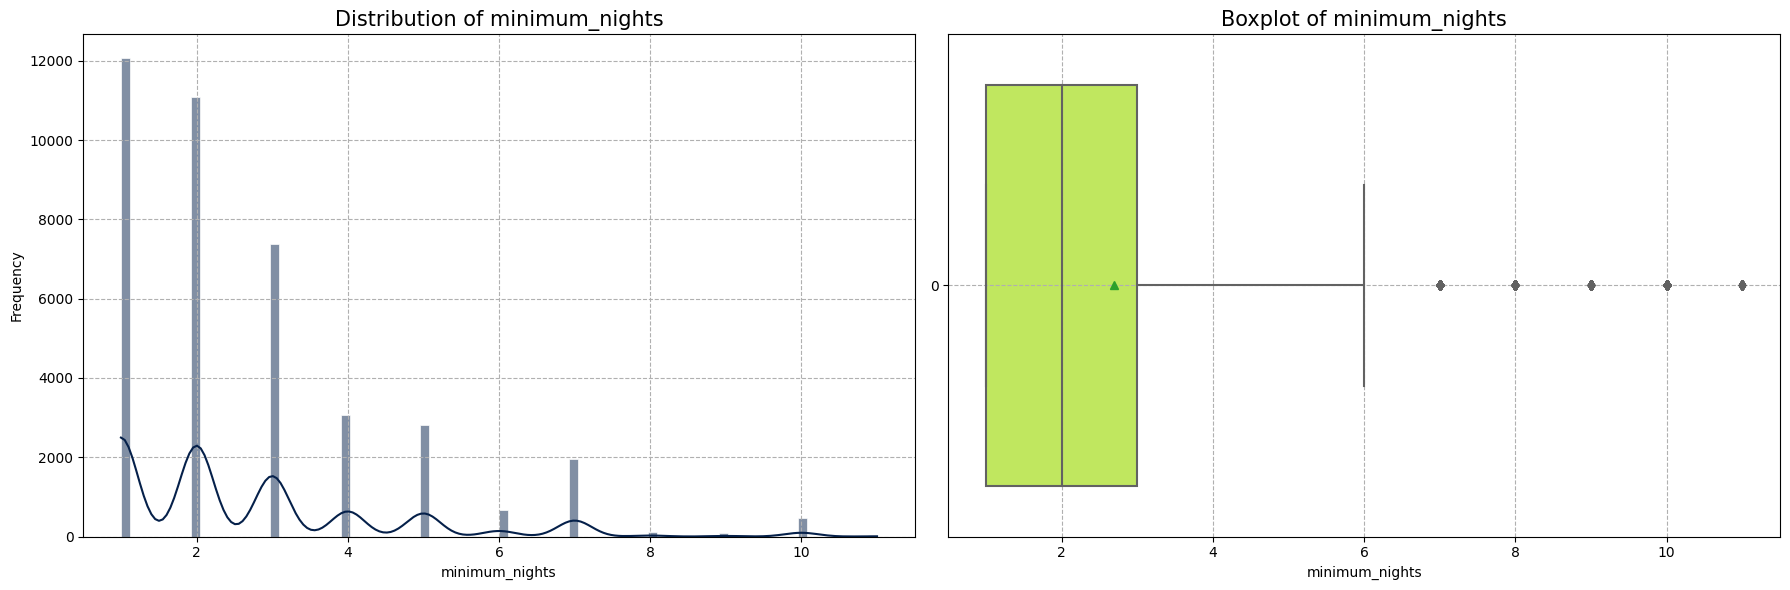 Distribution of minimum_nights
12000
10000
8000
6000
4000
2000
0
Frequency
2 4 6 8 10
minimum_nights
Boxplot of minimum_nights
0
2 4 6 8 10
minimum_nights